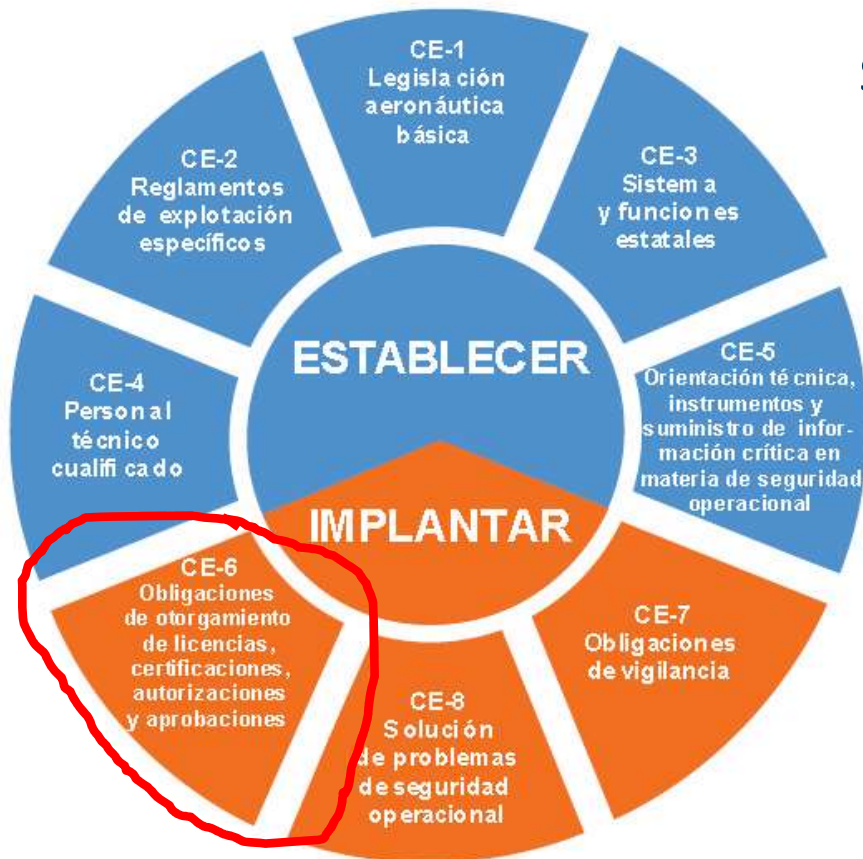 CE-1
Legislación
aeronáutica
básica
CE-2
Reglamentos
de explotación
específicos
CE-3
Sistema
y funciones
estatales
CE-4
Personal
técnico
cualificado
CE-5
Orientación técnica,
instrumentos y
suministro de infor-
mación crítica en
materia de seguridad
operacional
ESTABLECER
IMPLANTAR
CE-6
Obligaciones
de otorgamiento
de licencias,
certificaciones,
autorizaciones
y aprobaciones
CE-7
Obligaciones
de vigilancia
CE-8
Solución
de problemas
de seguridad
operacional